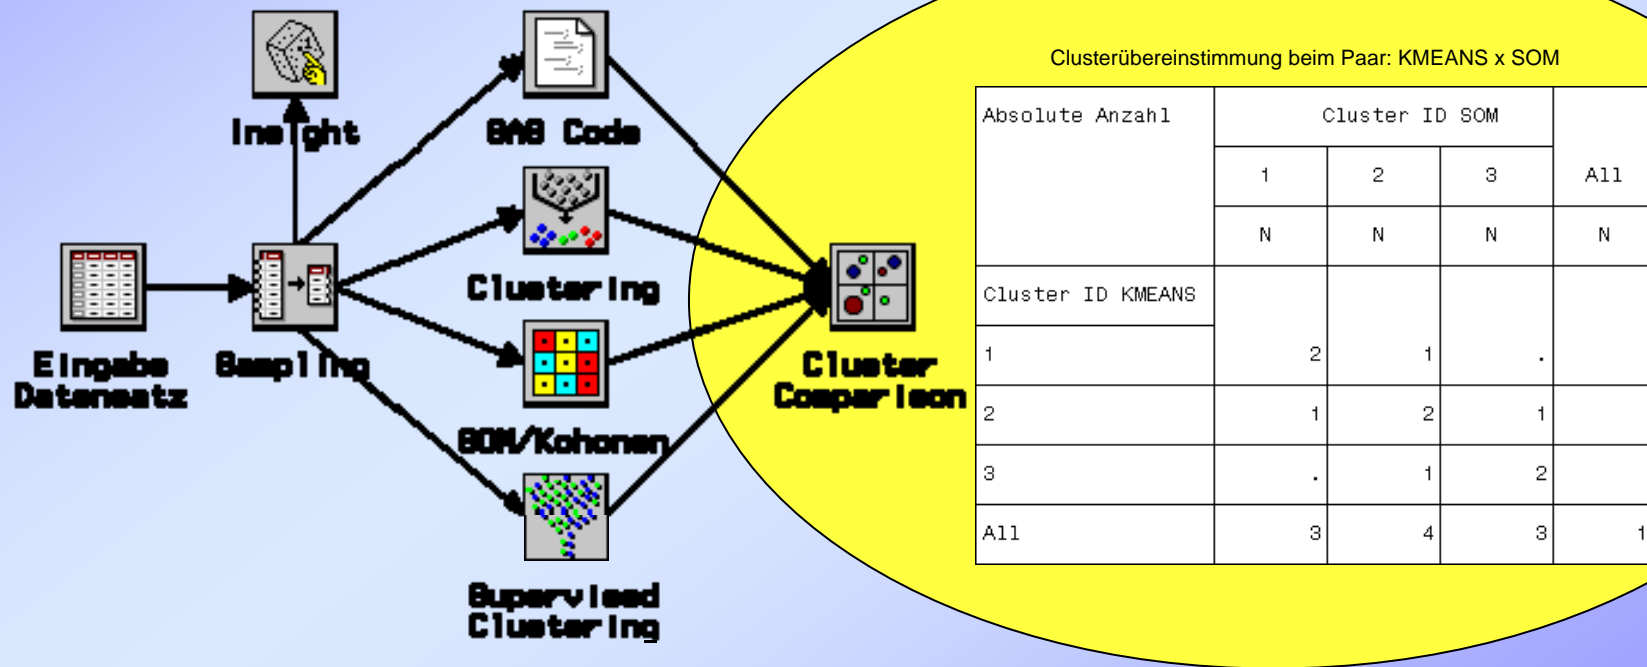 Insight
SAS Code
Clustering
Eingabe
Datensatz
Sampling
SOM/Kohonen
Supervised
Clustering
Cluster
Comparison
Clusterübereinstimmung beim Paar: KMEANS x SOM
Absolute Anzahl Cluster ID SOM
1 2 3 All
N N N N
Cluster ID KMEANS
1 2 1 .
2 1 2 1
3 . 1 2
All 3 4 3 1